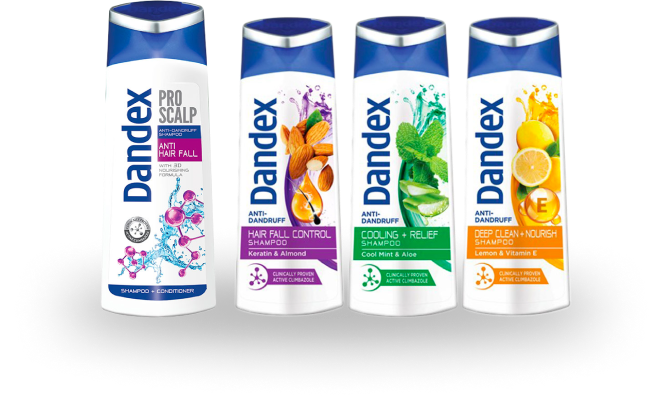 Dandex
PRO
SCALP
ANTI-DANDRUFF
SHAMPOO
ANTI
HAIR FALL
WITH 3D
NOURISHING
FORMULA
SHAMPOO + CONDITIONER
Dandex
ANTI-
DANDRUFF
HAIR FALL CONTROL
SHAMPOO
Keratin & Almond
CLINICALLY PROVEN
ACTIVE CLIMBAZOLE
Dandex
ANTI-
DANDRUFF
COOLING + RELIEF
SHAMPOO
Cool Mint & Aloe
CLINICALLY PROVEN
ACTIVE CLIMBAZOLE
Dandex
E
ANTI-
DANDRUFF
DEEP CLEAN + NOURISH
SHAMPOO
Lemon & Vitamin E
CLINICALLY PROVEN
ACTIVE CLIMBAZOLE